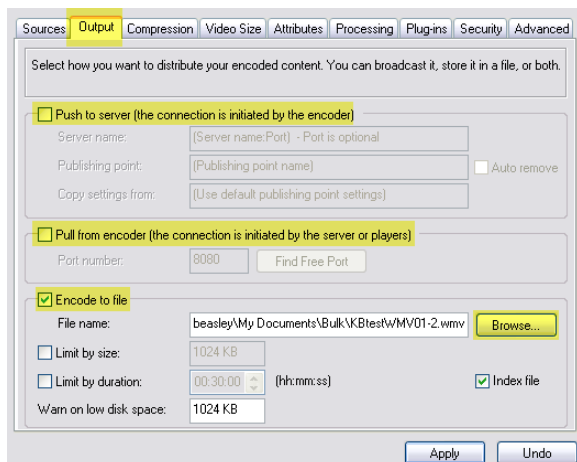 Sources Output Compression Video Size Attributes Processing Plug-ins Security Advanced
Select how you want to distribute your encoded content. You can broadcast it, store it in a file, or both.
Push to server (the connection is initiated by the encoder)
Server name: (Server name:Port) - Port is optional
Publishing point: (Publishing point name) Auto remove
Copy settings from: (Use default publishing point settings)
Pull from encoder (the connection is initiated by the server or players)
Port number: 8080 Find Free Port
Encode to file
File name: beasley\My Documents\Bulk\KBtestWMV01-2.wmv Browse...
Limit by size: 1024 KB
Limit by duration: 00:30:00 (hh:mm:ss) Index file
Warn on low disk space: 1024 KB
Apply Undo